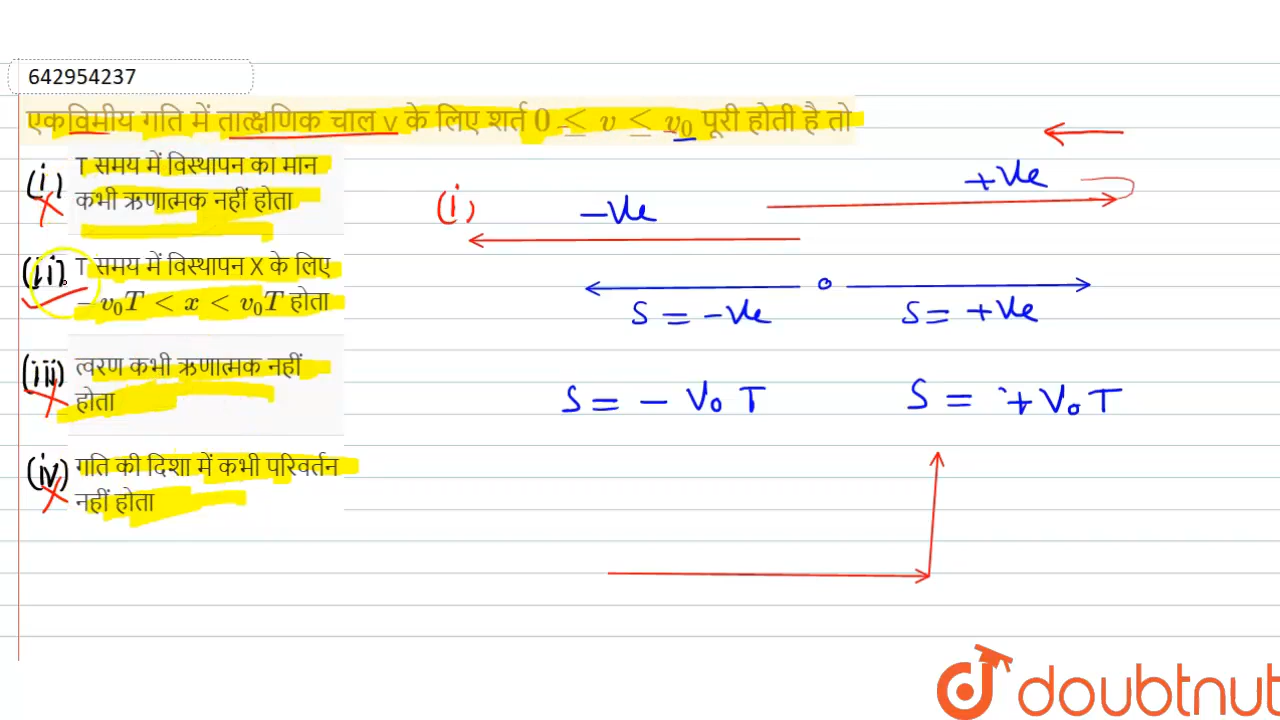 642954237
एकविमीय गति में तात्क्षणिक चाल v के लिए शर्त 0 ≤ v ≤ v₀ पूरी होती है तो
(i) T समय में विस्थापन का मान
कभी ऋणात्मक नहीं होता
(ii) T समय में विस्थापन X के लिए
− v₀T < x < v₀T होता
(iii) त्वरण कभी ऋणात्मक नहीं
होता
(iv) गति की दिशा में कभी परिवर्तन
नहीं होता
(i) -Ve +Ve
S = -Ve S = +Ve
S = - V₀ T S = + V₀ T
doubtnut